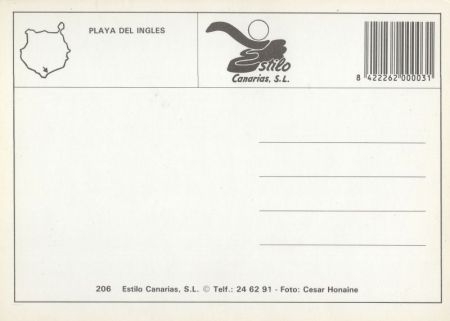 PLAYA DEL INGLES
Estilo
Canarias, S.L.
8 422262 000031
206 Estilo Canarias, S.L. © Telf.: 24 62 91 - Foto: Cesar Honaine